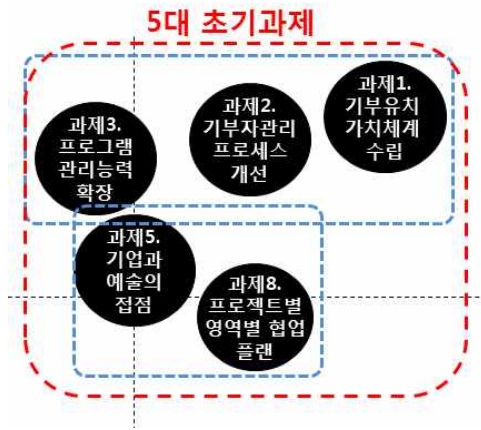 5대 초기과제
과제1.
기부유치
가치체계
수립
과제2.
기부자관리
프로세스
개선
과제3.
프로그램
관리능력
확장
과제5.
기업과
예술의
접점
과제8.
프로젝트별
영역별 협업
플랜